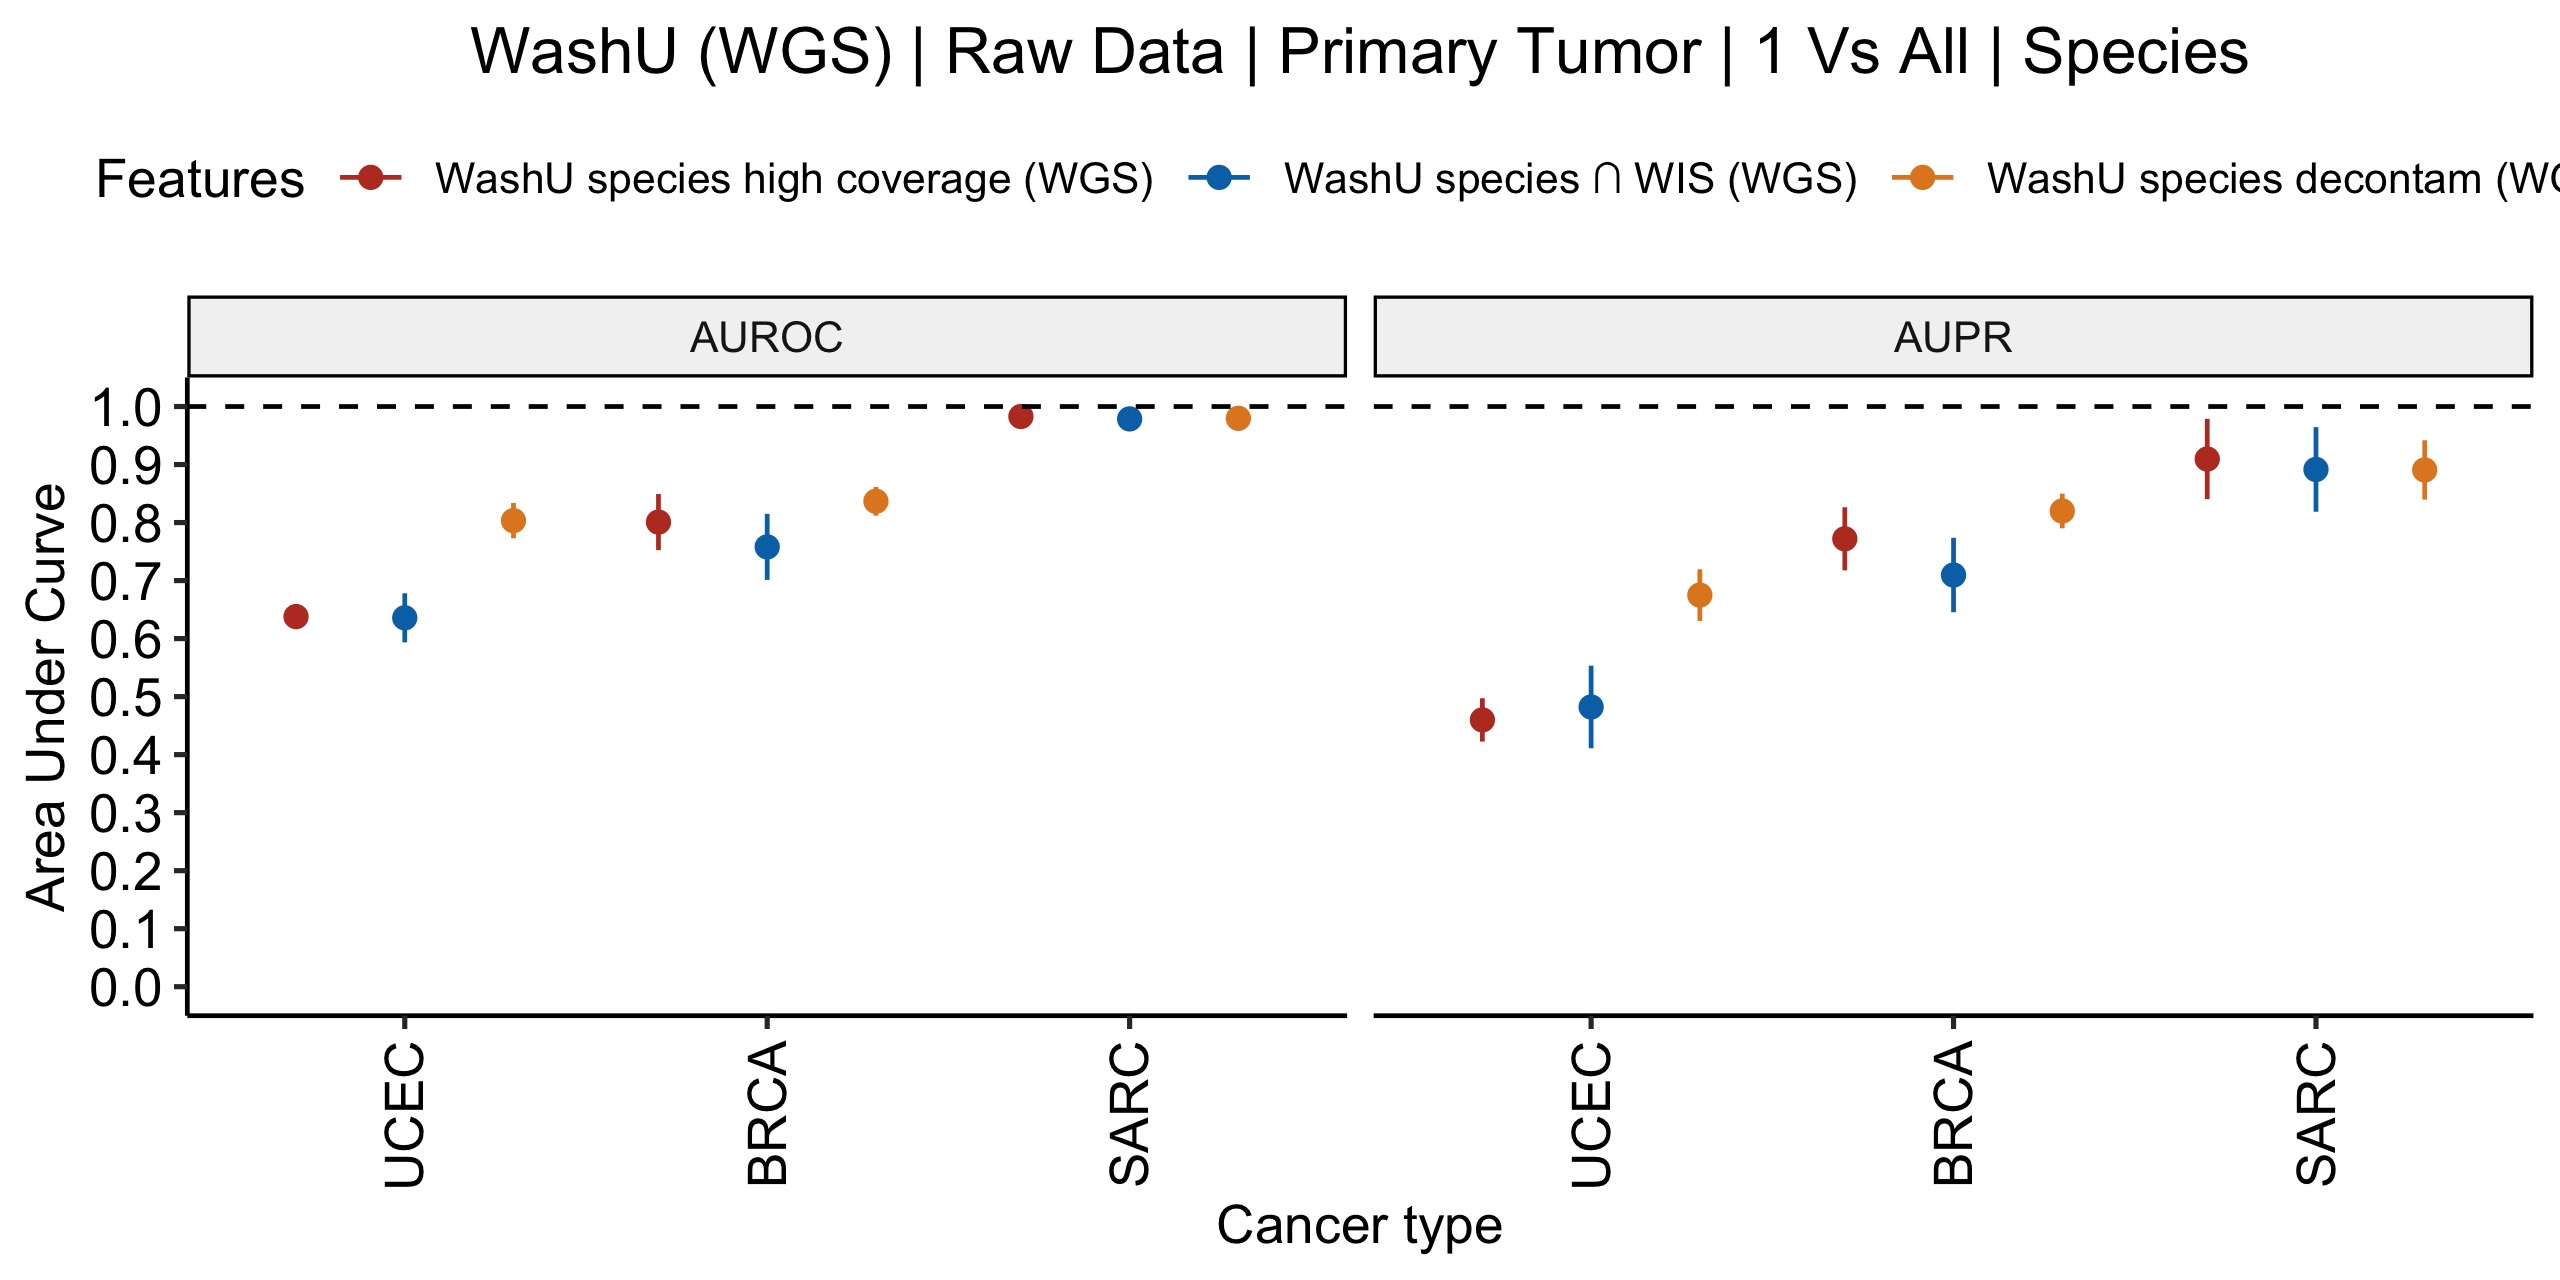 WashU (WGS) | Raw Data | Primary Tumor | 1 Vs All | Species
Features WashU species high coverage (WGS) WashU species ∩ WIS (WGS) WashU species decontam
AUROC AUPR
Area Under Curve
1.0
0.9
0.8
0.7
0.6
0.5
0.4
0.3
0.2
0.1
0.0
UCEC BRCA SARC UCEC BRCA SARC
Cancer type